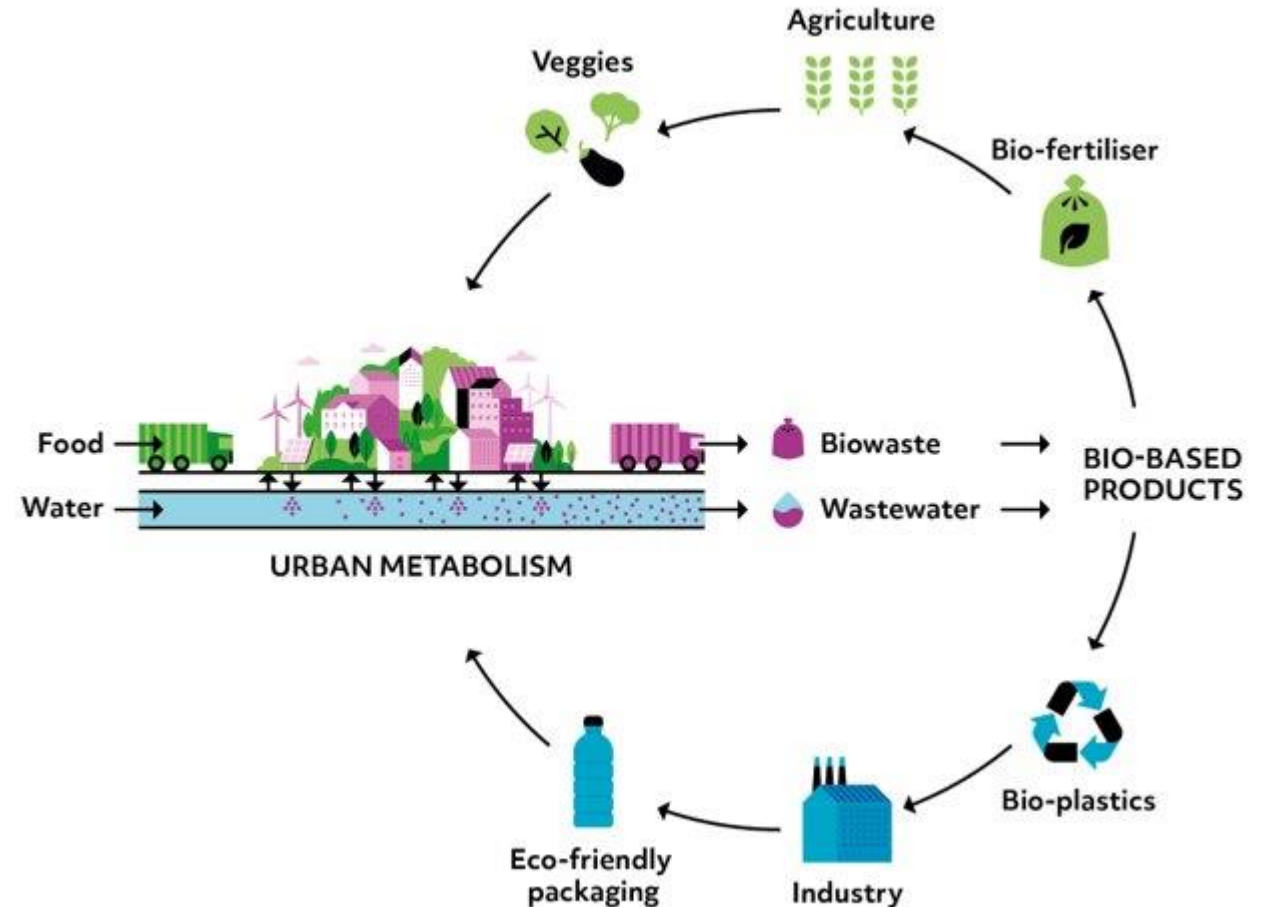 Agriculture
Veggies
Bio-fertiliser
Food
Biowaste
BIO-BASED
PRODUCTS
Water
Wastewater
URBAN METABOLISM
Bio-plastics
Eco-friendly
packaging
Industry